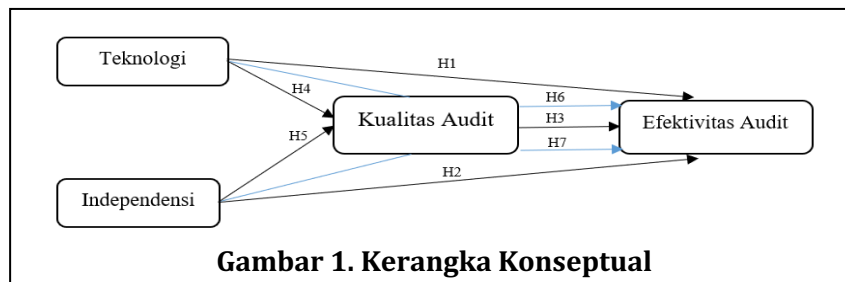 Teknologi
H1
H4
H6
Kualitas Audit
H3
Efektivitas Audit
H5
H7
H2
Independensi
Gambar 1. Kerangka Konseptual